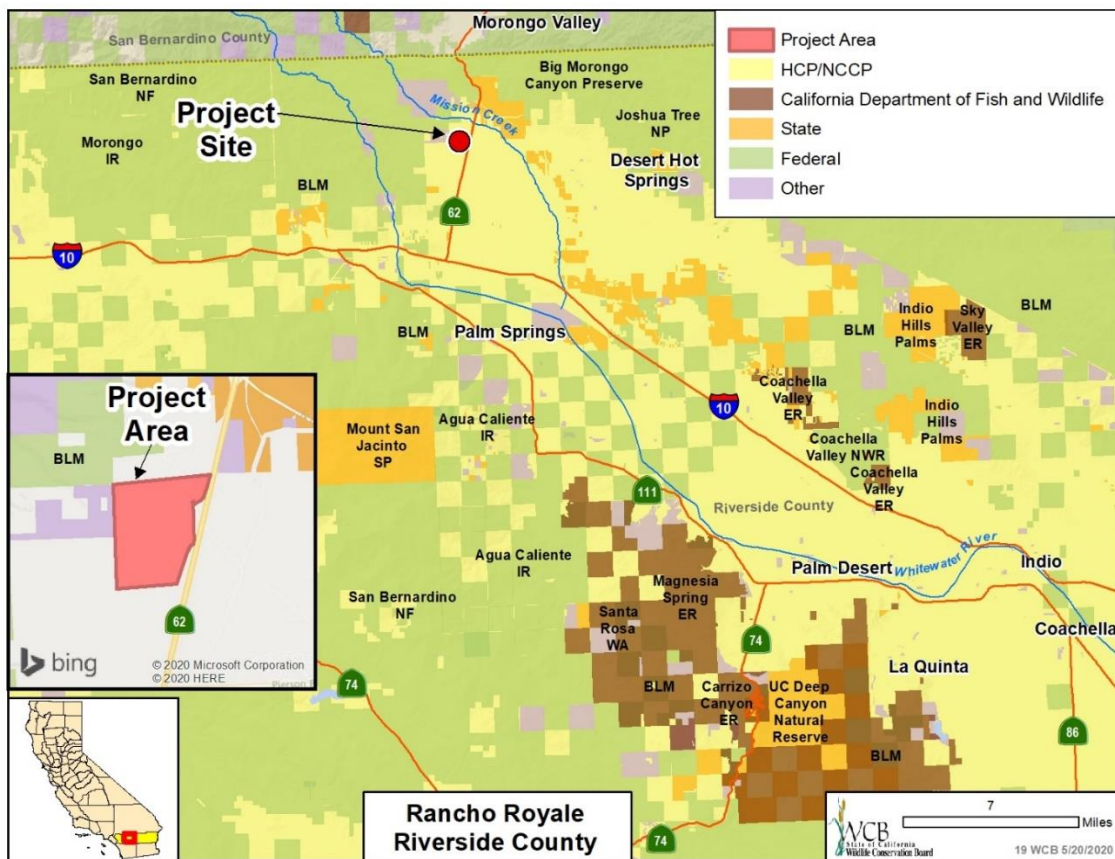 Morongo Valley
San Bernardino County
San Bernardino
NF
Big Morongo
Canyon Preserve
Project
Site
Mission Creek
Morongo
IR
Joshua Tree
NP
Desert Hot
Springs
BLM
62
10
Project Area
HCP/NCCP
California Department of Fish and Wildlife
State
Federal
Other
BLM
Palm Springs
BLM
Indio
Hills
Palms
Sky
Valley
ER
BLM
Coachella
Valley
ER
10
Indio
Hills
Palms
Coachella
Valley NWR
Coachella
Valley
ER
Project
Area
BLM
62
bing
© 2020 Microsoft Corporation
© 2020 HERE
Mount San
Jacinto
SP
Agua Caliente
IR
111
Riverside County
Agua Caliente
IR
Palm Desert
Whitewater River
Indio
Coachella
San Bernardino
NF
Magnesia
Spring
ER
Santa
Rosa
WA
74
La Quinta
BLM
Carrizo
Canyon
ER
UC Deep
Canyon
Natural
Reserve
BLM
74
86
74
Rancho Royale
Riverside County
WCB
State of California
Wildlife Conservation Board
7
Miles
19 WCB 5/20/2020